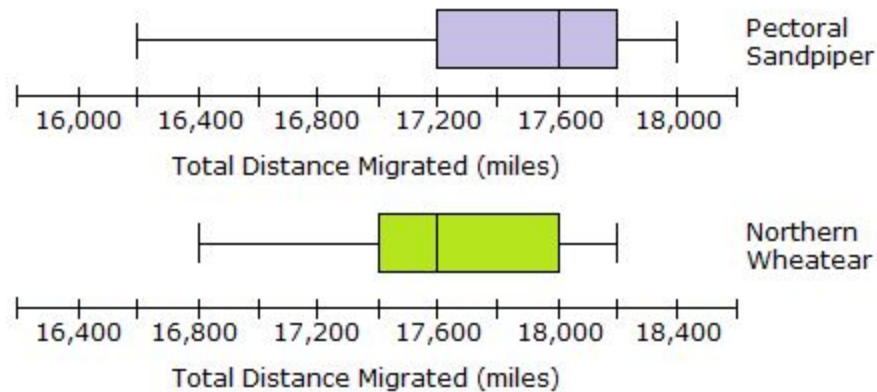 Pectoral
Sandpiper
16,000 16,400 16,800 17,200 17,600 18,000
Total Distance Migrated (miles)
Northern
Wheatear
16,400 16,800 17,200 17,600 18,000 18,400
Total Distance Migrated (miles)